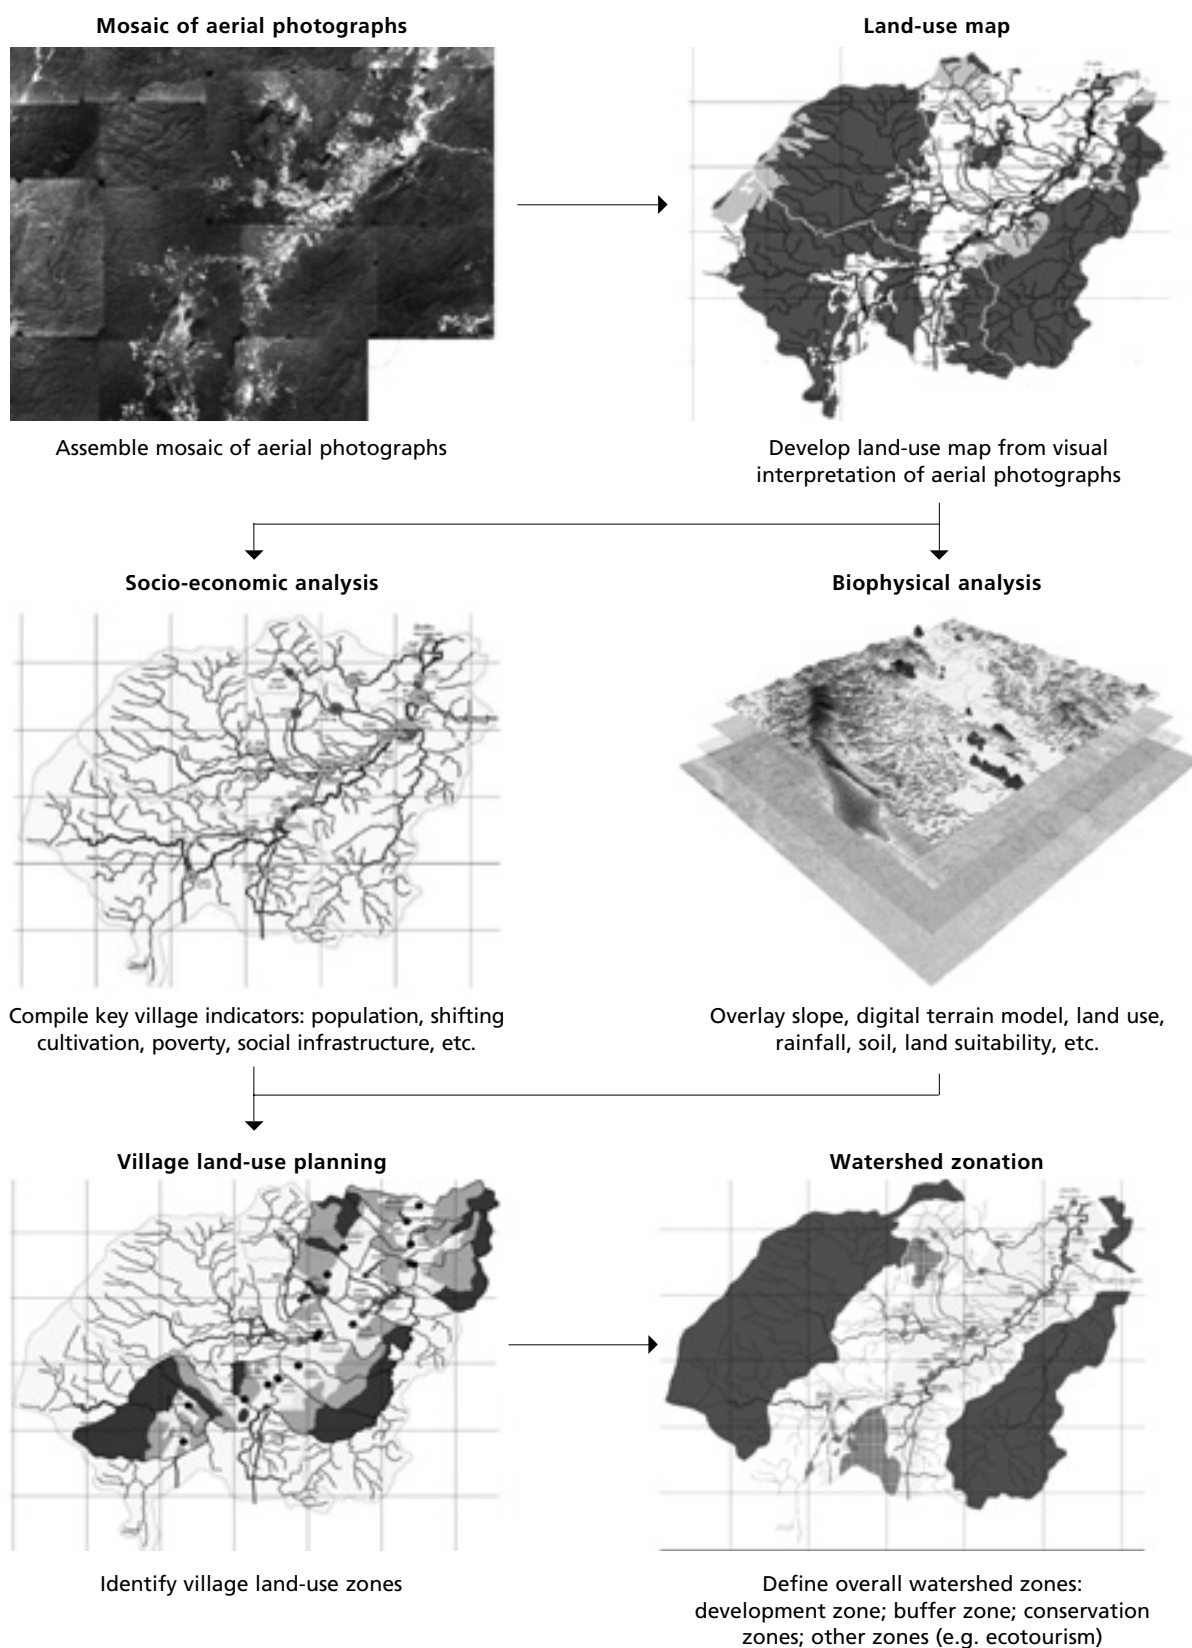 Mosaic of aerial photographs
Land-use map
Assemble mosaic of aerial photographs
Develop land-use map from visual
interpretation of aerial photographs
Socio-economic analysis
Biophysical analysis
Compile key village indicators: population, shifting
cultivation, poverty, social infrastructure, etc.
Overlay slope, digital terrain model, land use,
rainfall, soil, land suitability, etc.
Village land-use planning
Watershed zonation
Identify village land-use zones
Define overall watershed zones:
development zone; buffer zone; conservation
zones; other zones (e.g. ecotourism)